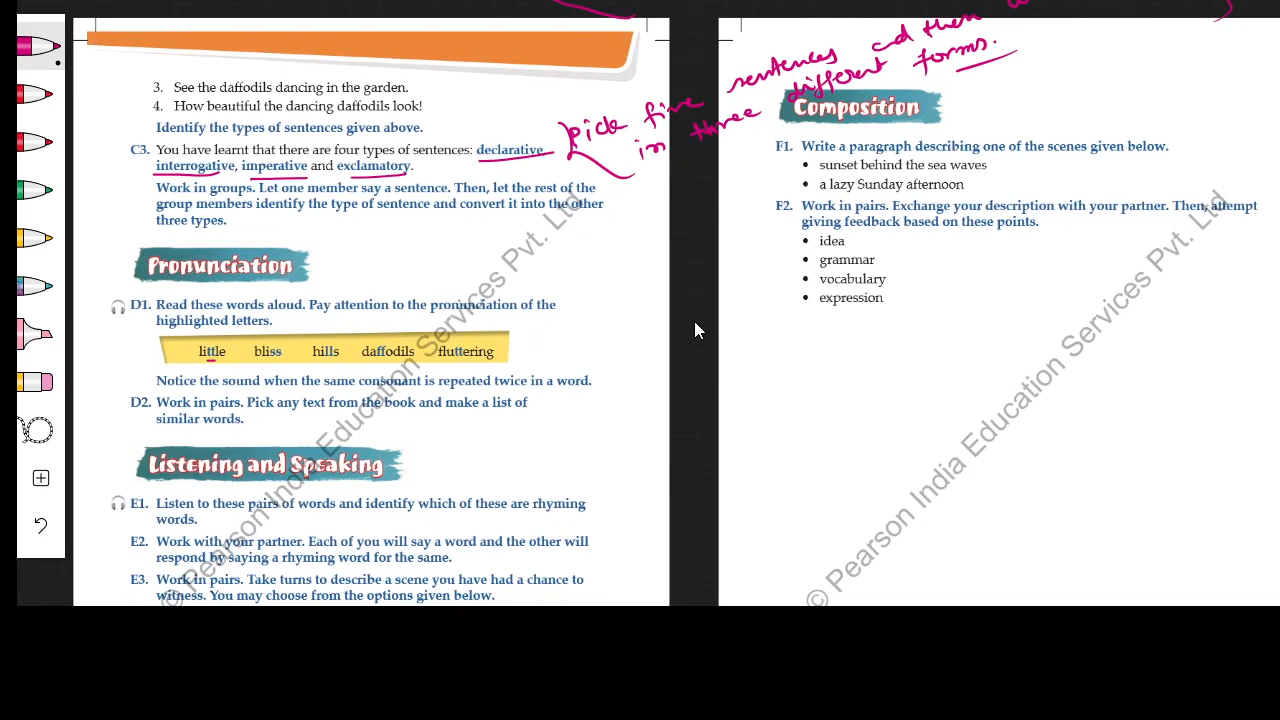 3. See the daffodils dancing in the garden.
4. How beautiful the dancing daffodils look!
Identify the types of sentences given above.
C3. You have learnt that there are four types of sentences: declarative,
interrogative, imperative and exclamatory.
Work in groups. Let one member say a sentence. Then, let the rest of the
group members identify the type of sentence and convert it into the other
three types.
Pick five sentences and them
in three different forms.
Pronunciation
D1. Read these words aloud. Pay attention to the pronunciation of the
highlighted letters.
little bliss hills daffodils fluttering
Notice the sound when the same consonant is repeated twice in a word.
D2. Work in pairs. Pick any text from the book and make a list of
similar words.
Listening and Speaking
E1. Listen to these pairs of words and identify which of these are rhyming
words.
E2. Work with your partner. Each of you will say a word and the other will
respond by saying a rhyming word for the same.
E3. Work in pairs. Take turns to describe a scene you have had a chance to
witness. You may choose from the options given below.
© Pearson India Education Services Pvt. Ltd
Composition
F1. Write a paragraph describing one of the scenes given below.
• sunset behind the sea waves
• a lazy Sunday afternoon
F2. Work in pairs. Exchange your description with your partner. Then, attempt
giving feedback based on these points.
• idea
• grammar
• vocabulary
• expression
© Pearson India Education Services Pvt. Ltd